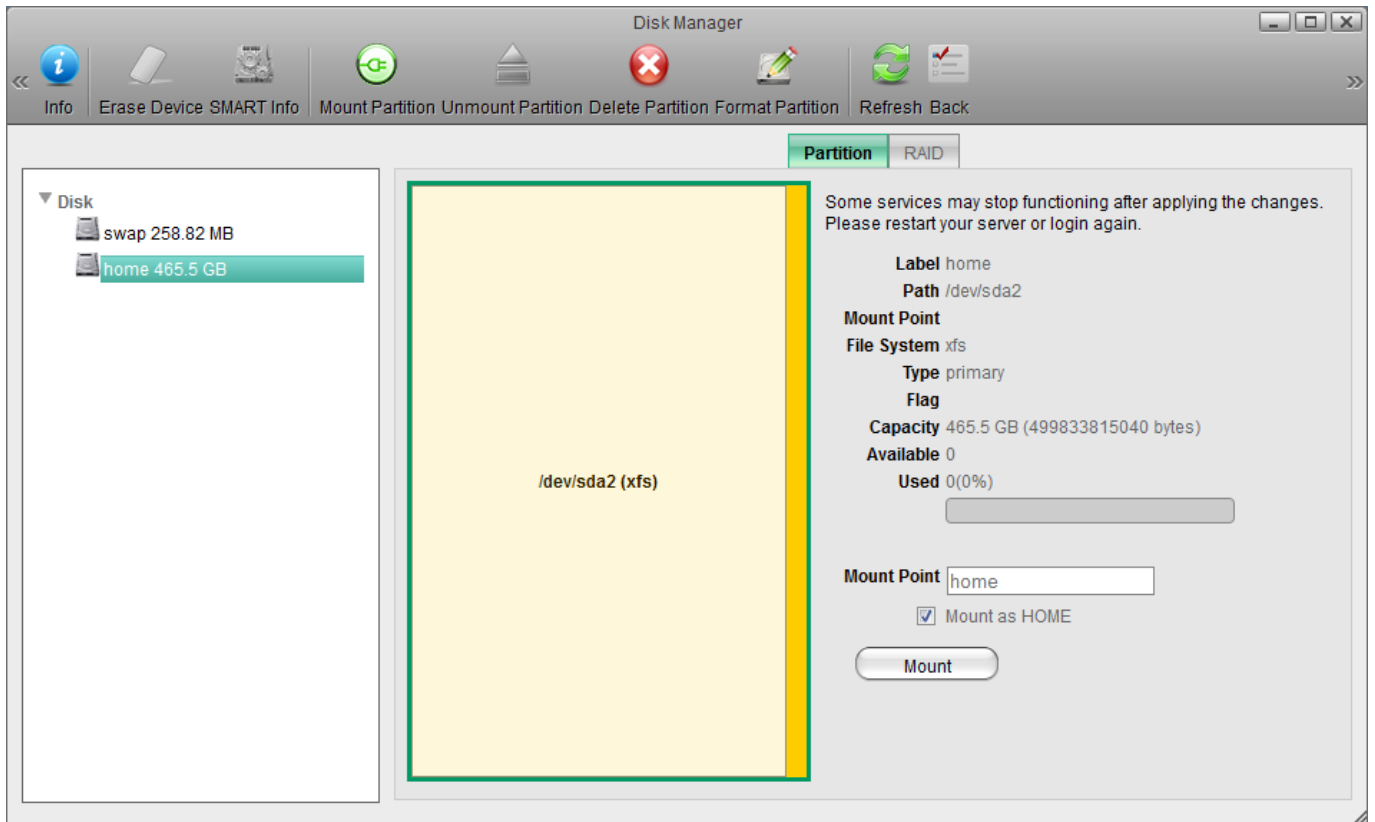 Disk Manager
Info
Erase Device
SMART Info
Mount Partition
Unmount Partition
Delete Partition
Format Partition
Refresh
Back
Partition
RAID
Disk
swap 258.82 MB
home 465.5 GB
/dev/sda2 (xfs)
Some services may stop functioning after applying the changes.
Please restart your server or login again.
Label home
Path /dev/sda2
Mount Point
File System xfs
Type primary
Flag
Capacity 465.5 GB (499833815040 bytes)
Available 0
Used 0(0%)
Mount Point home
Mount as HOME
Mount